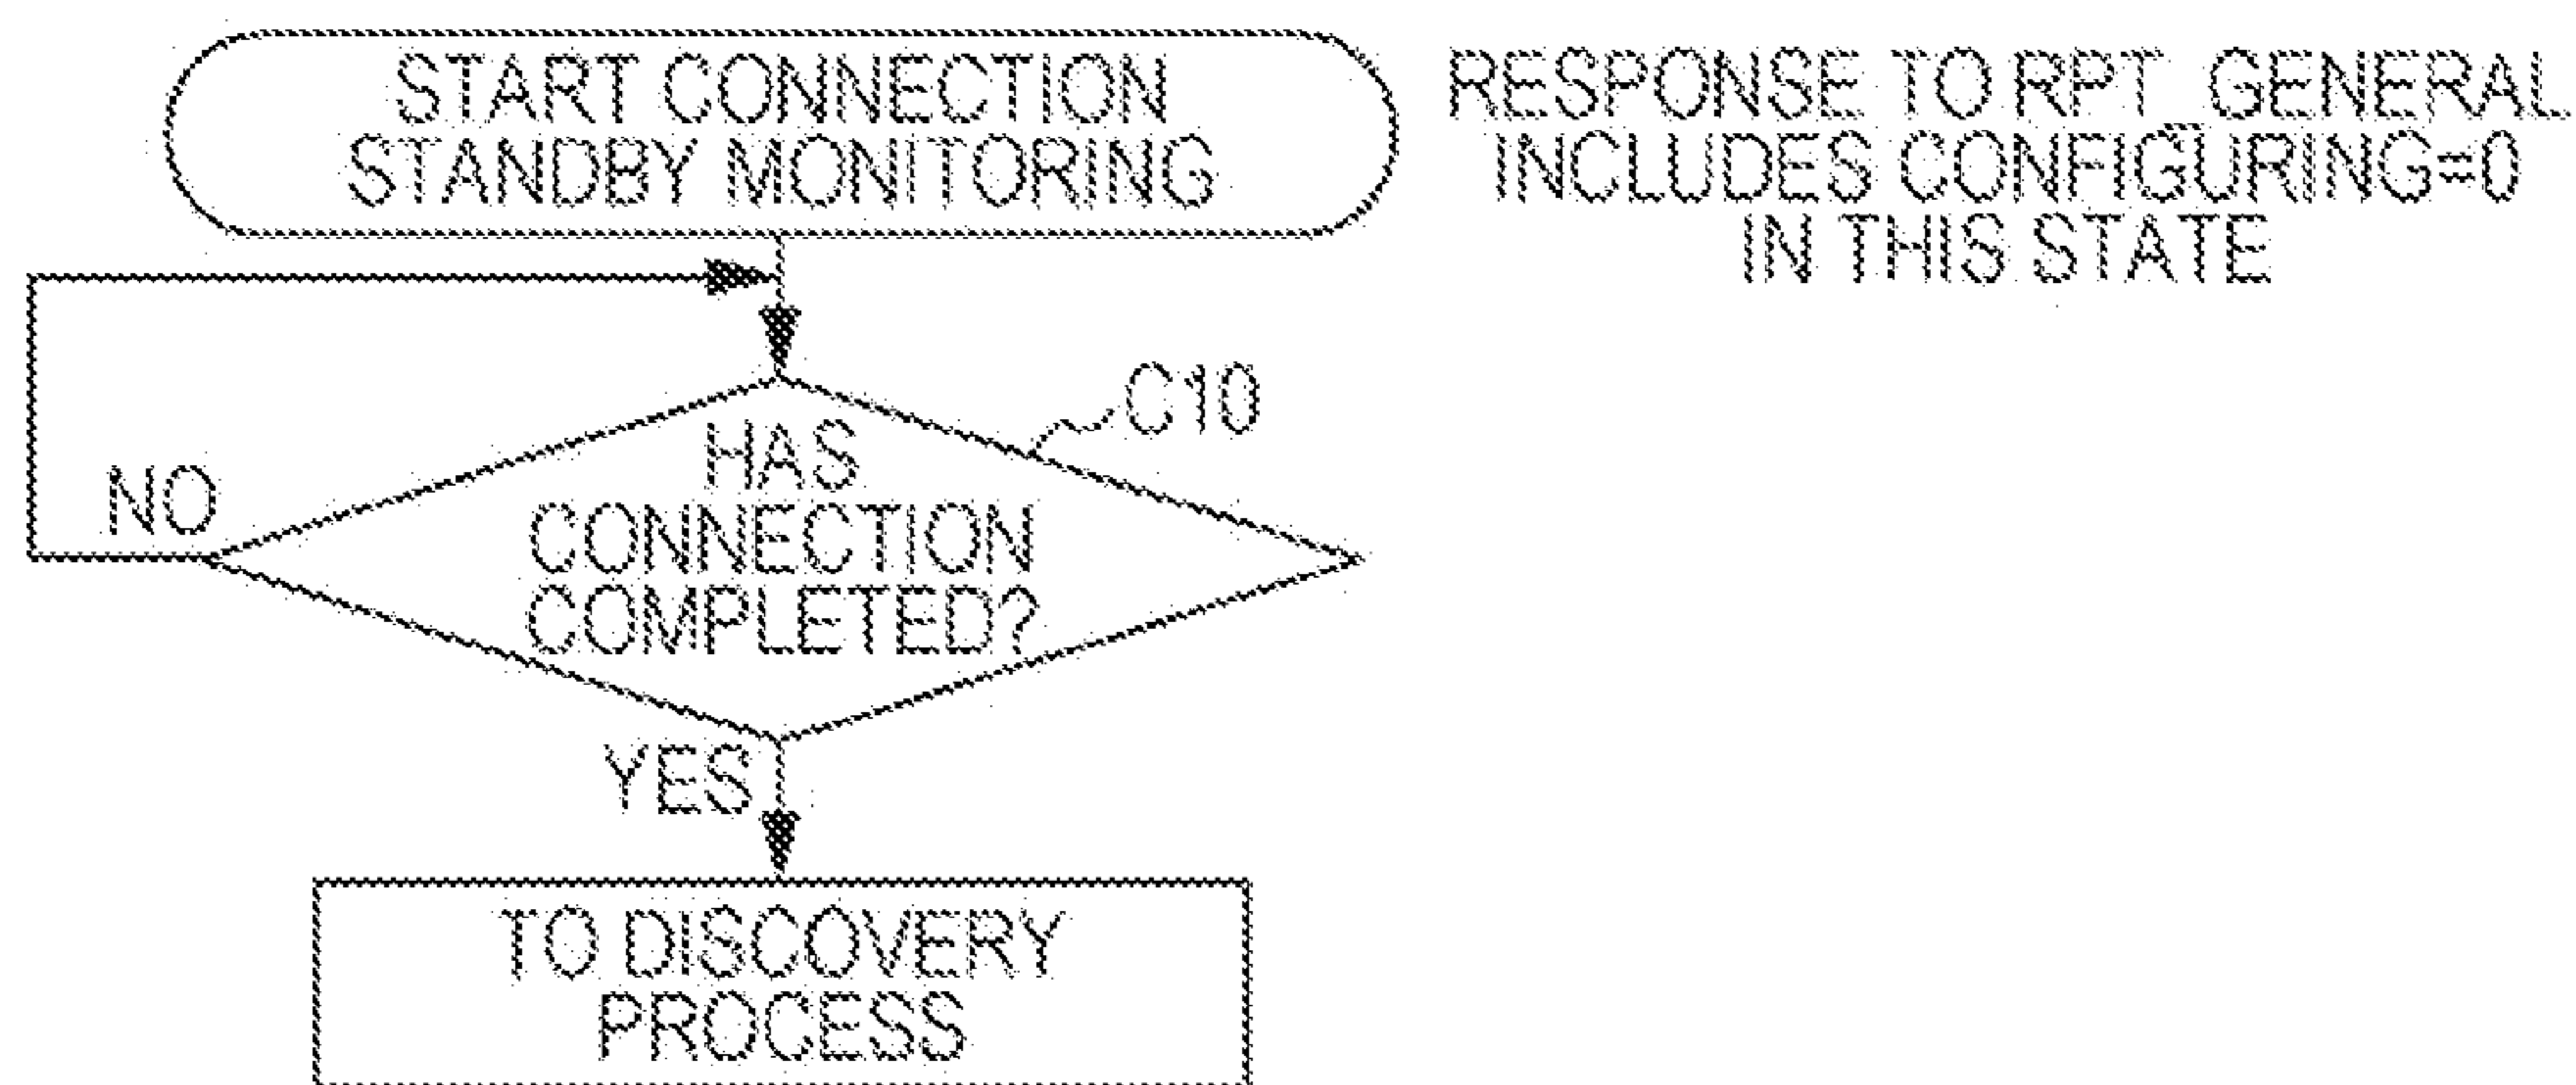 START CONNECTION
STANDBY MONITORING
RESPONSE TO RPT_GENERAL
INCLUDES CONFIGURING=0
IN THIS STATE
C10
HAS
CONNECTION
COMPLETED?
NO
YES
TO DISCOVERY
PROCESS